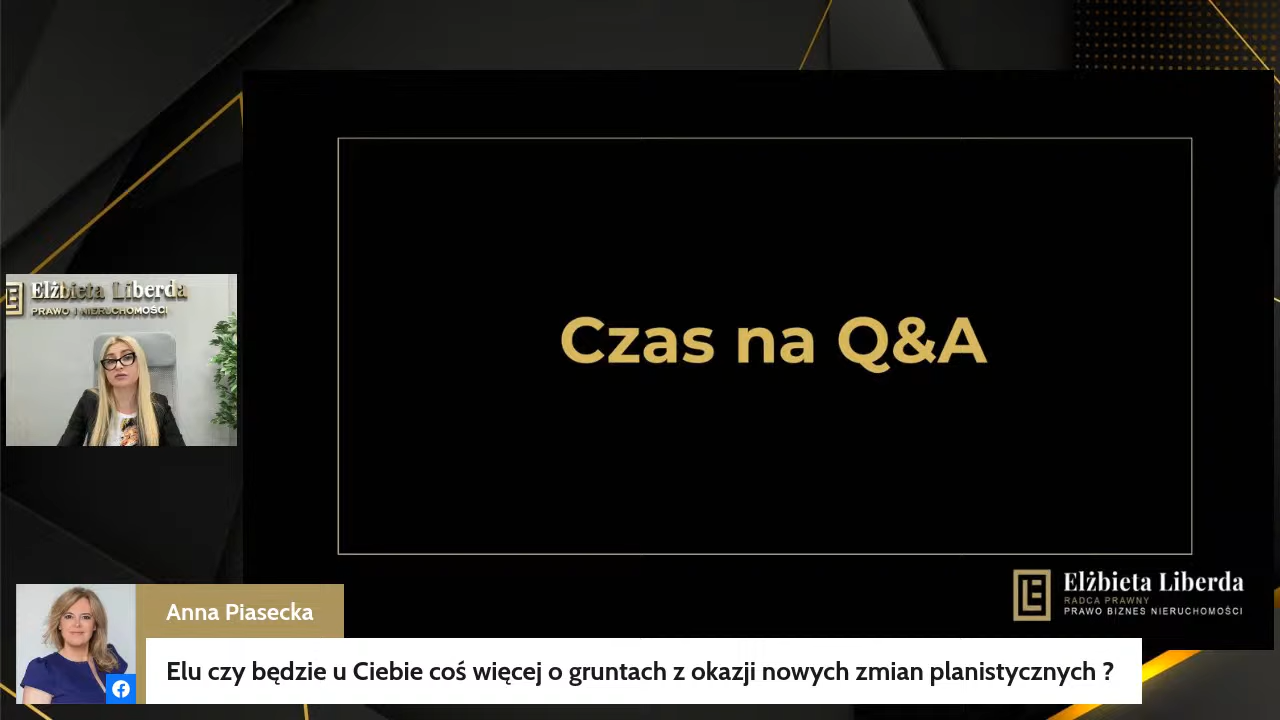 Elżbieta Liberda
PRAWO I NIERUCHOMOŚCI
Czas na Q&A
Elżbieta Liberda
RADCA PRAWNY
PRAWO BIZNES NIERUCHOMOŚCI
Anna Piasecka
Elu czy będzie u Ciebie coś więcej o gruntach z okazji nowych zmian planistycznych ?